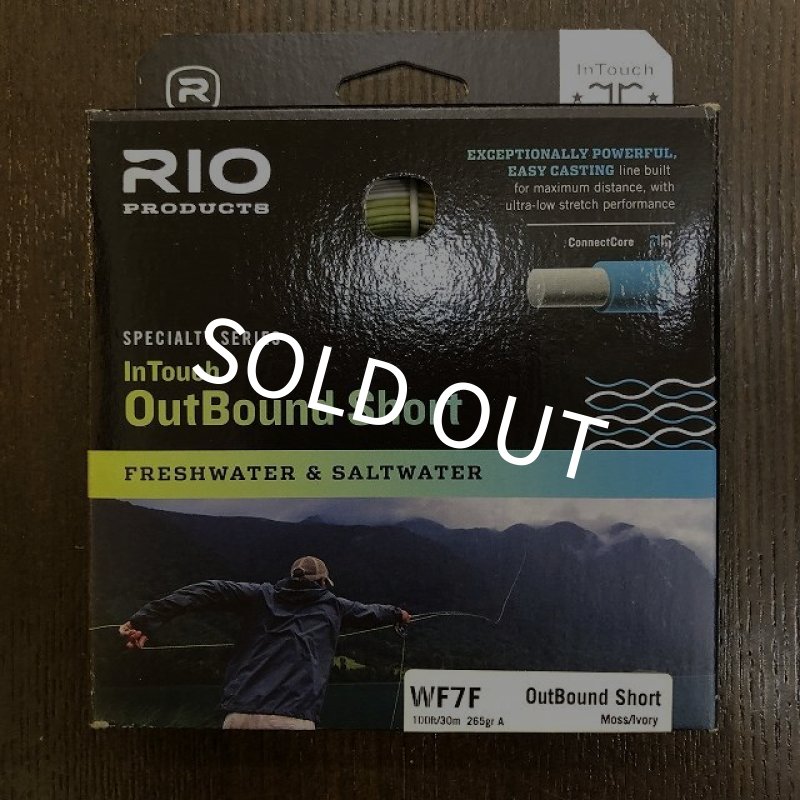 InTouch
R
RIO
PRODUCTS
EXCEPTIONALLY POWERFUL,
EASY CASTING line built
for maximum distance, with
ultra-low stretch performance
ConnectCore
SPECIALTY SERIES
InTouch
OutBound Short
SOLD OUT
FRESHWATER & SALTWATER
WF7F OutBound Short
100ft/30m 265gr A Moss/Ivory